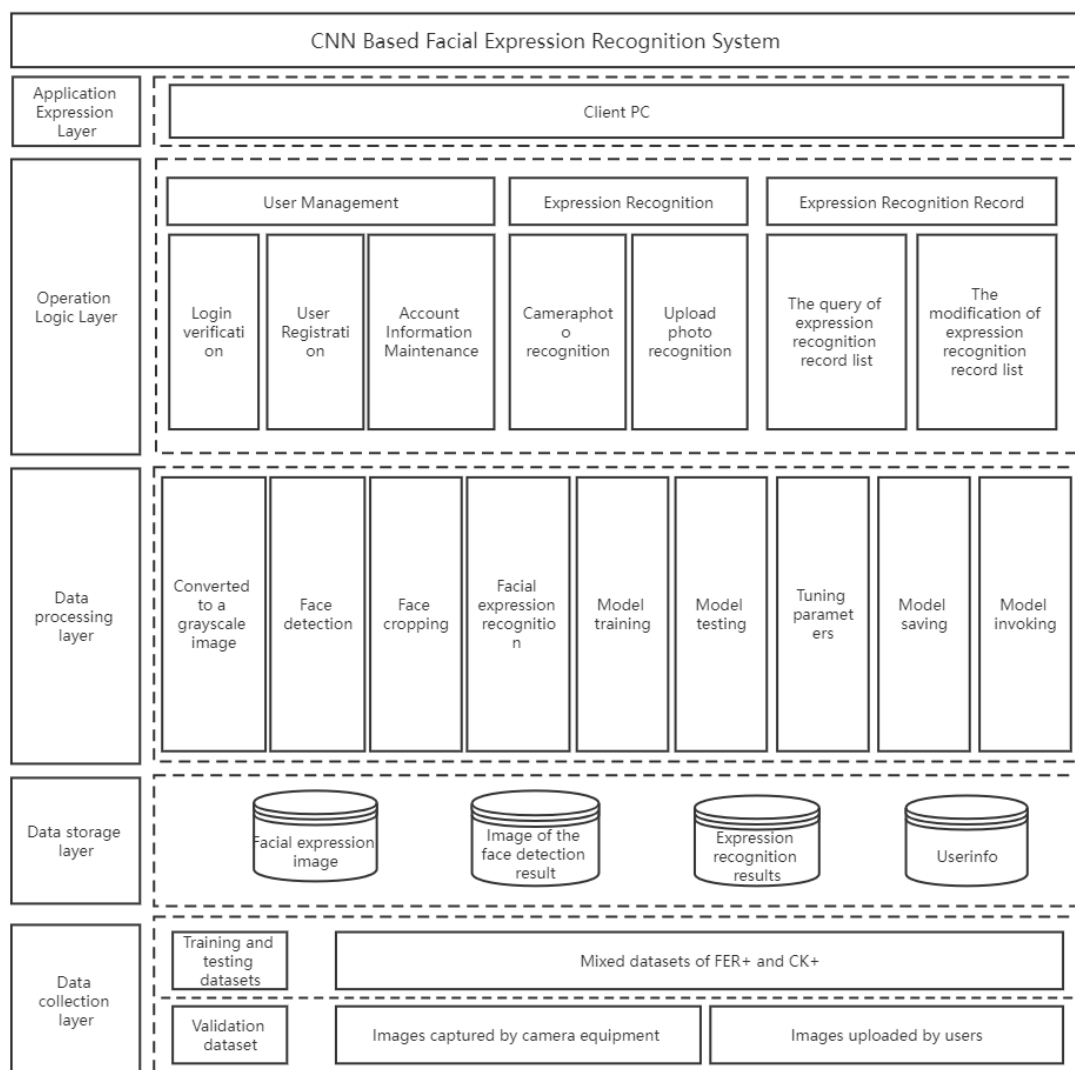 CNN Based Facial Expression Recognition System
Application
Expression
Layer
Client PC
Operation
Logic Layer
User Management
Expression Recognition
Expression Recognition Record
Login
verificati
on
User
Registrati
on
Account
Information
Maintenance
Cameraphot
o
recognition
Upload
photo
recognition
The query of
expression
recognition
record list
The
modification of
expression
recognition
record list
Data
processing
layer
Converted
to a
grayscale
image
Face
detection
Face
cropping
Facial
expression
recognitio
n
Model
training
Model
testing
Tuning
paramet
ers
Model
saving
Model
invoking
Data storage
layer
Facial expression
image
Image of the
face detection
result
Expression
recognition
results
Userinfo
Data
collection
layer
Training and
testing
datasets
Mixed datasets of FER+ and CK+
Validation
dataset
Images captured by camera equipment
Images uploaded by users